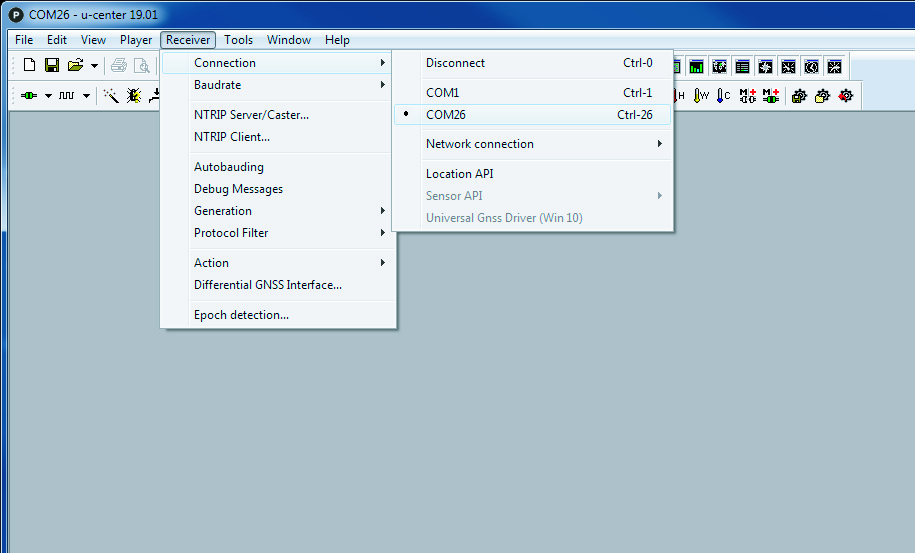 COM26 - u-center 19.01
File Edit View Player Receiver Tools Window Help
Connection
Baudrate
NTRIP Server/Caster...
NTRIP Client...
Autobauding
Debug Messages
Generation
Protocol Filter
Action
Differential GNSS Interface...
Epoch detection...
Disconnect Ctrl-0
COM1 Ctrl-1
COM26 Ctrl-26
Network connection
Location API
Sensor API
Universal Gnss Driver (Win 10)
H W C M M